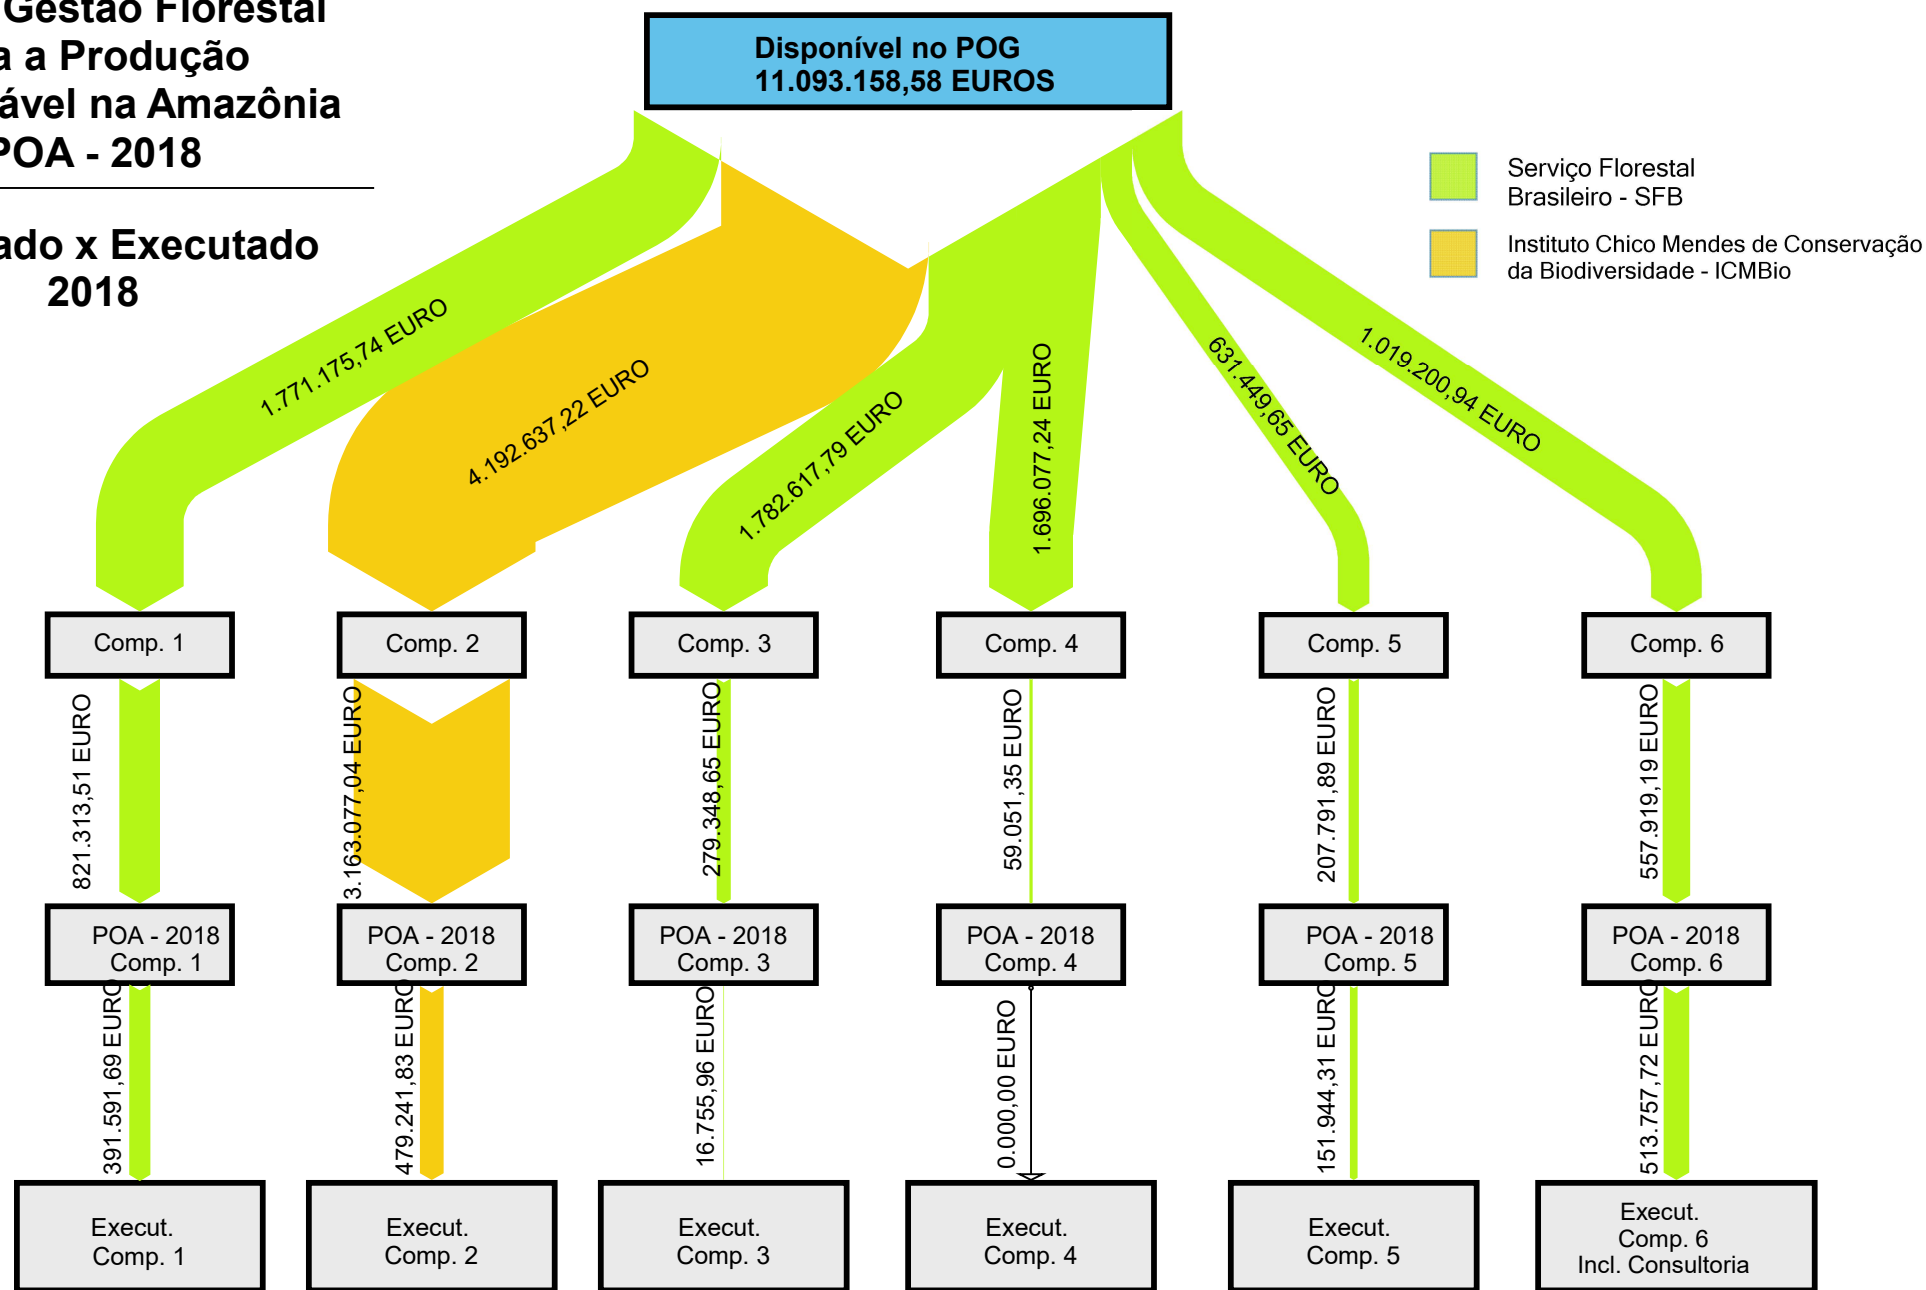 Gestão Florestal
a a Produção
ável na Amazônia
POA - 2018
ado x Executado
2018
Disponível no POG
11.093.158,58 EUROS
Serviço Florestal
Brasileiro - SFB
Instituto Chico Mendes de Conservação
da Biodiversidade - ICMBio
1.771.175,74 EURO
4.192.637,22 EURO
1.782.617,79 EURO
1.696.077,24 EURO
631.449,65 EURO
1.019.200,94 EURO
Comp. 1
Comp. 2
Comp. 3
Comp. 4
Comp. 5
Comp. 6
821.313,51 EURO
3.163.077,04 EURO
279.348,65 EURO
59.051,35 EURO
207.791,89 EURO
557.919,19 EURO
POA - 2018
Comp. 1
POA - 2018
Comp. 2
POA - 2018
Comp. 3
POA - 2018
Comp. 4
POA - 2018
Comp. 5
POA - 2018
Comp. 6
391.591,69 EURO
479.241,83 EURO
16.755,96 EURO
0.000,00 EURO
151.944,31 EURO
513.757,72 EURO
Execut.
Comp. 1
Execut.
Comp. 2
Execut.
Comp. 3
Execut.
Comp. 4
Execut.
Comp. 5
Execut.
Comp. 6
Incl. Consultoria